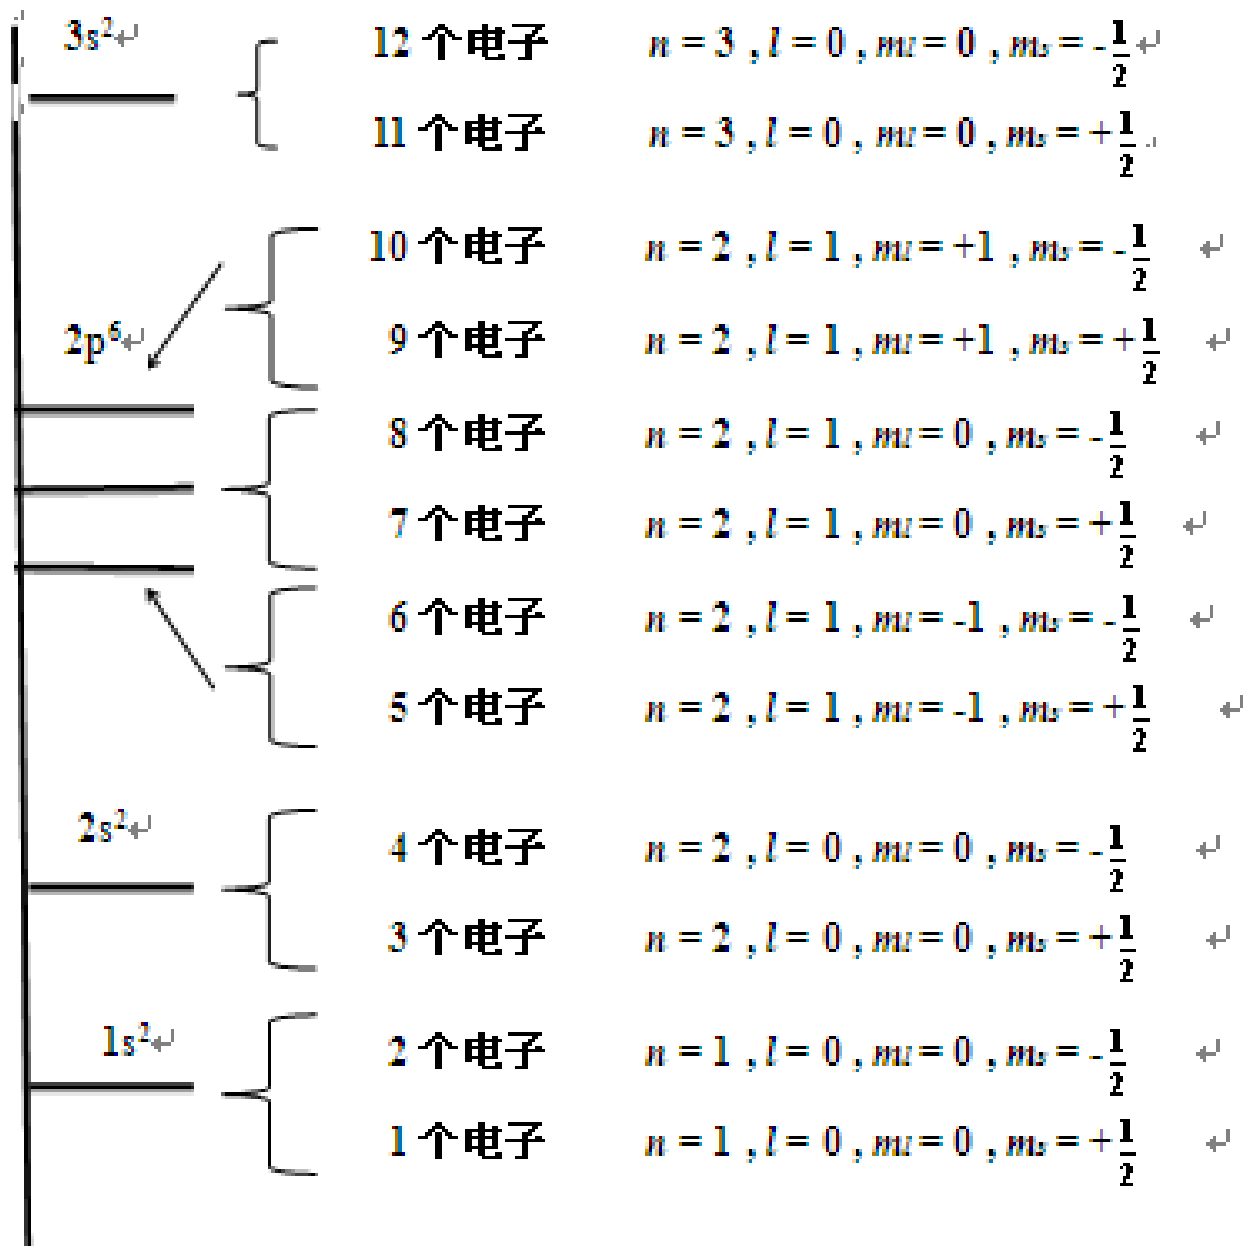 3s²↵ 12 个电子 n = 3 , l = 0 , mₗ = 0 , mₛ = -1/2 ↵
11 个电子 n = 3 , l = 0 , mₗ = 0 , mₛ = +1/2
10 个电子 n = 2 , l = 1 , mₗ = +1 , mₛ = -1/2 ↵
2p⁶↵ 9 个电子 n = 2 , l = 1 , mₗ = +1 , mₛ = +1/2 ↵
8 个电子 n = 2 , l = 1 , mₗ = 0 , mₛ = -1/2 ↵
7 个电子 n = 2 , l = 1 , mₗ = 0 , mₛ = +1/2 ↵
6 个电子 n = 2 , l = 1 , mₗ = -1 , mₛ = -1/2 ↵
5 个电子 n = 2 , l = 1 , mₗ = -1 , mₛ = +1/2 ↵
2s²↵ 4 个电子 n = 2 , l = 0 , mₗ = 0 , mₛ = -1/2 ↵
3 个电子 n = 2 , l = 0 , mₗ = 0 , mₛ = +1/2 ↵
1s²↵ 2 个电子 n = 1 , l = 0 , mₗ = 0 , mₛ = -1/2 ↵
1 个电子 n = 1 , l = 0 , mₗ = 0 , mₛ = +1/2 ↵